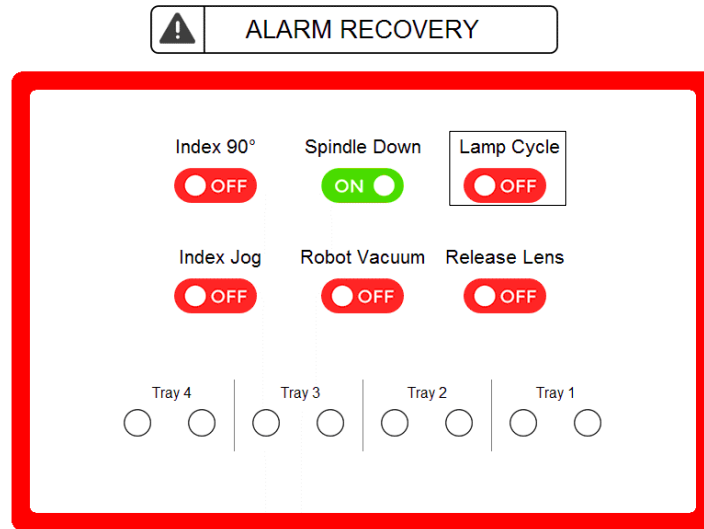 ALARM RECOVERY
Index 90° Spindle Down Lamp Cycle
OFF ON OFF
Index Jog Robot Vacuum Release Lens
OFF OFF OFF
Tray 4 Tray 3 Tray 2 Tray 1